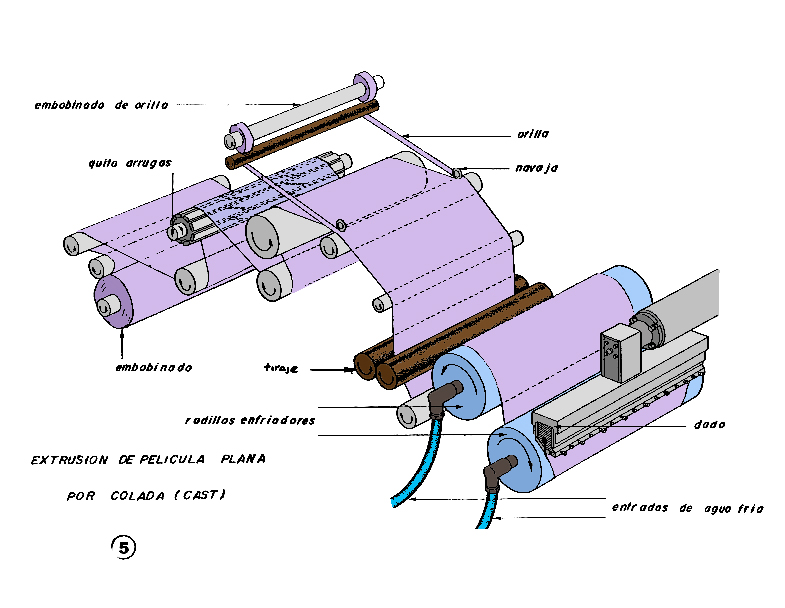 embobinado de orilla
orilla
quita arrugas
navaja
embobinado
tiraje
rodillos enfriadores
dado
EXTRUSION DE PELICULA PLANA
POR COLADA (CAST)
entradas de agua fria
5